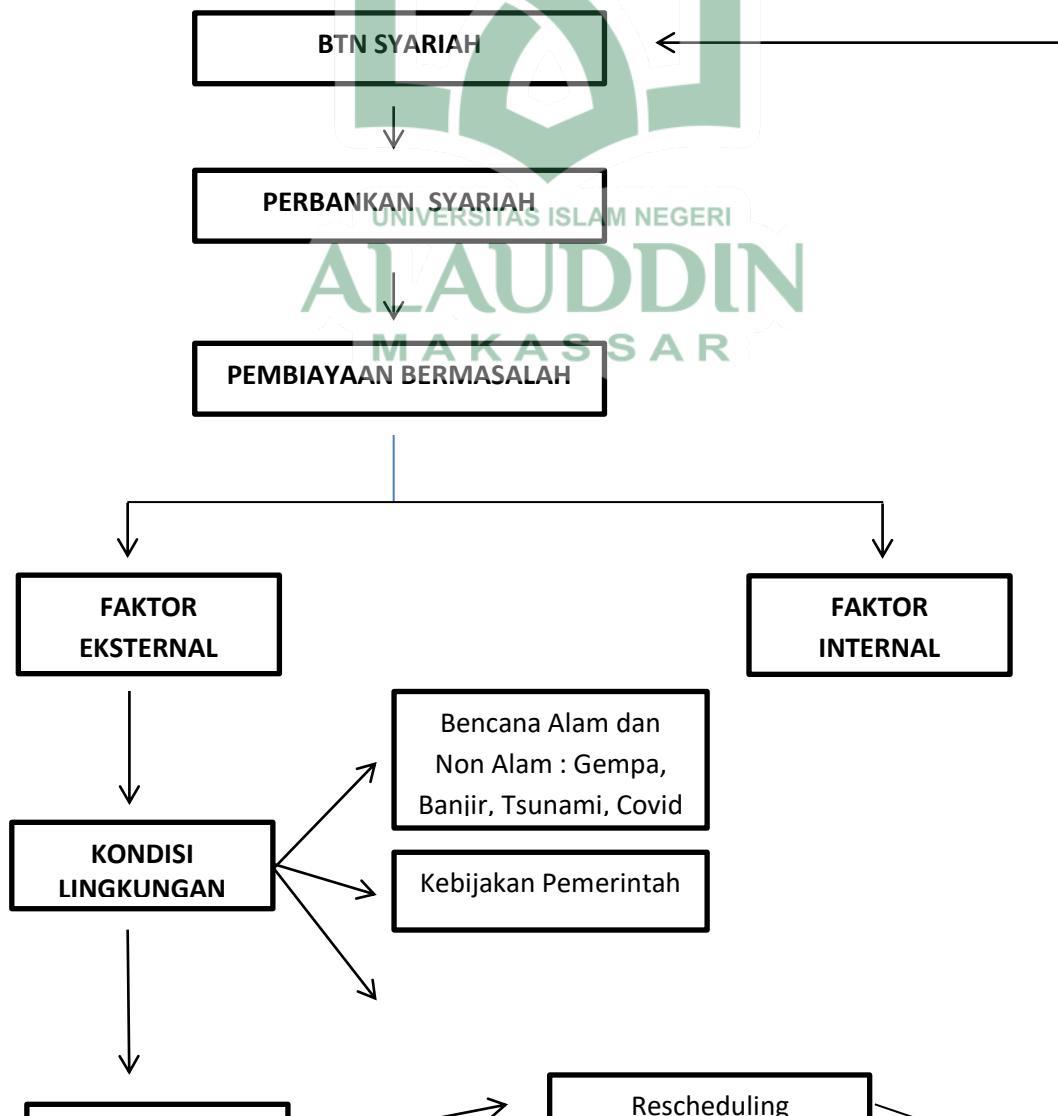 BTN SYARIAH
PERBANKAN SYARIAH
UNIVERSITAS ISLAM NEGERI
ALAUDDIN
MAKASSAR
PEMBIAYAAN BERMASALAH
FAKTOR
EKSTERNAL
FAKTOR
INTERNAL
Bencana Alam dan
Non Alam : Gempa,
Banjir, Tsunami, Covid
KONDISI
LINGKUNGAN
Kebijakan Pemerintah
Rescheduling